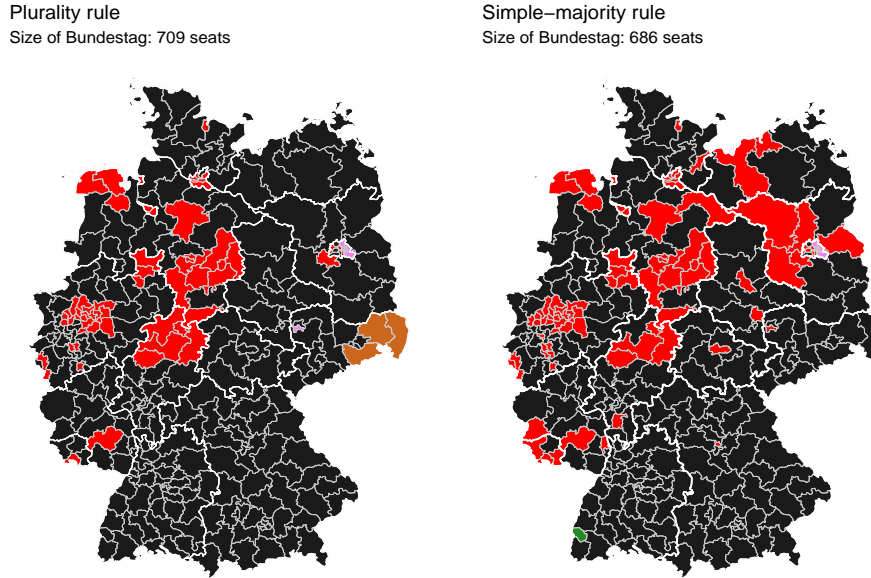 Plurality rule
Size of Bundestag: 709 seats
Simple−majority rule
Size of Bundestag: 686 seats